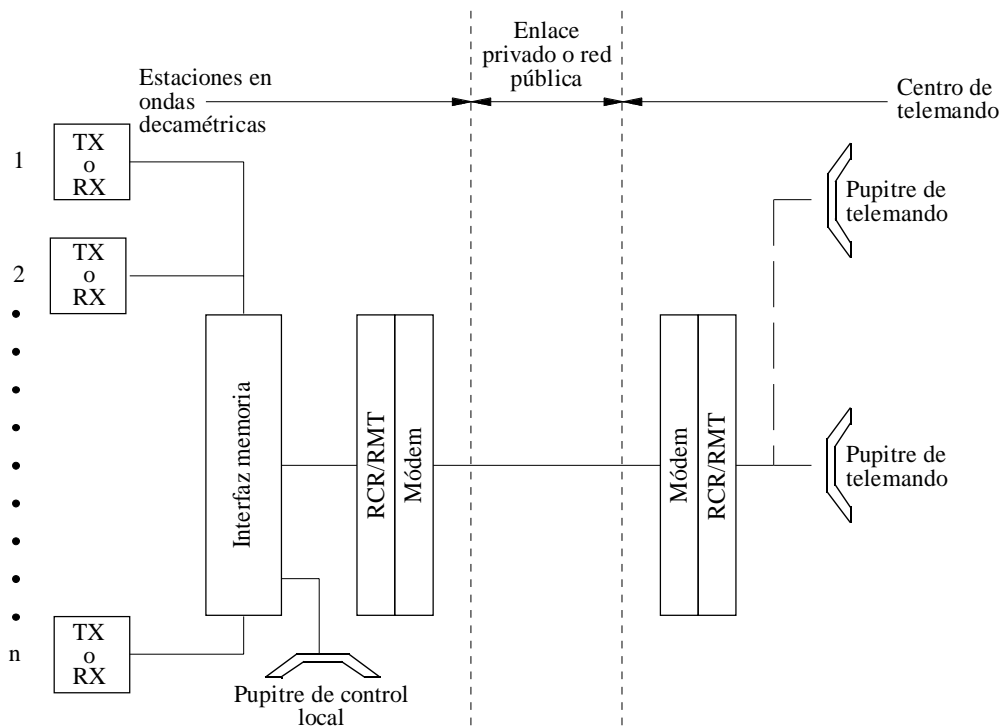 Enlace
privado o red
pública
Estaciones en
ondas
decamétricas
Centro de
telemando
1
TX
o
RX
Pupitre de
telemando
2
TX
o
RX
Interfaz memoria
RCR/RMT
Módem
Módem
RCR/RMT
Pupitre de
telemando
n
TX
o
RX
Pupitre de control
local